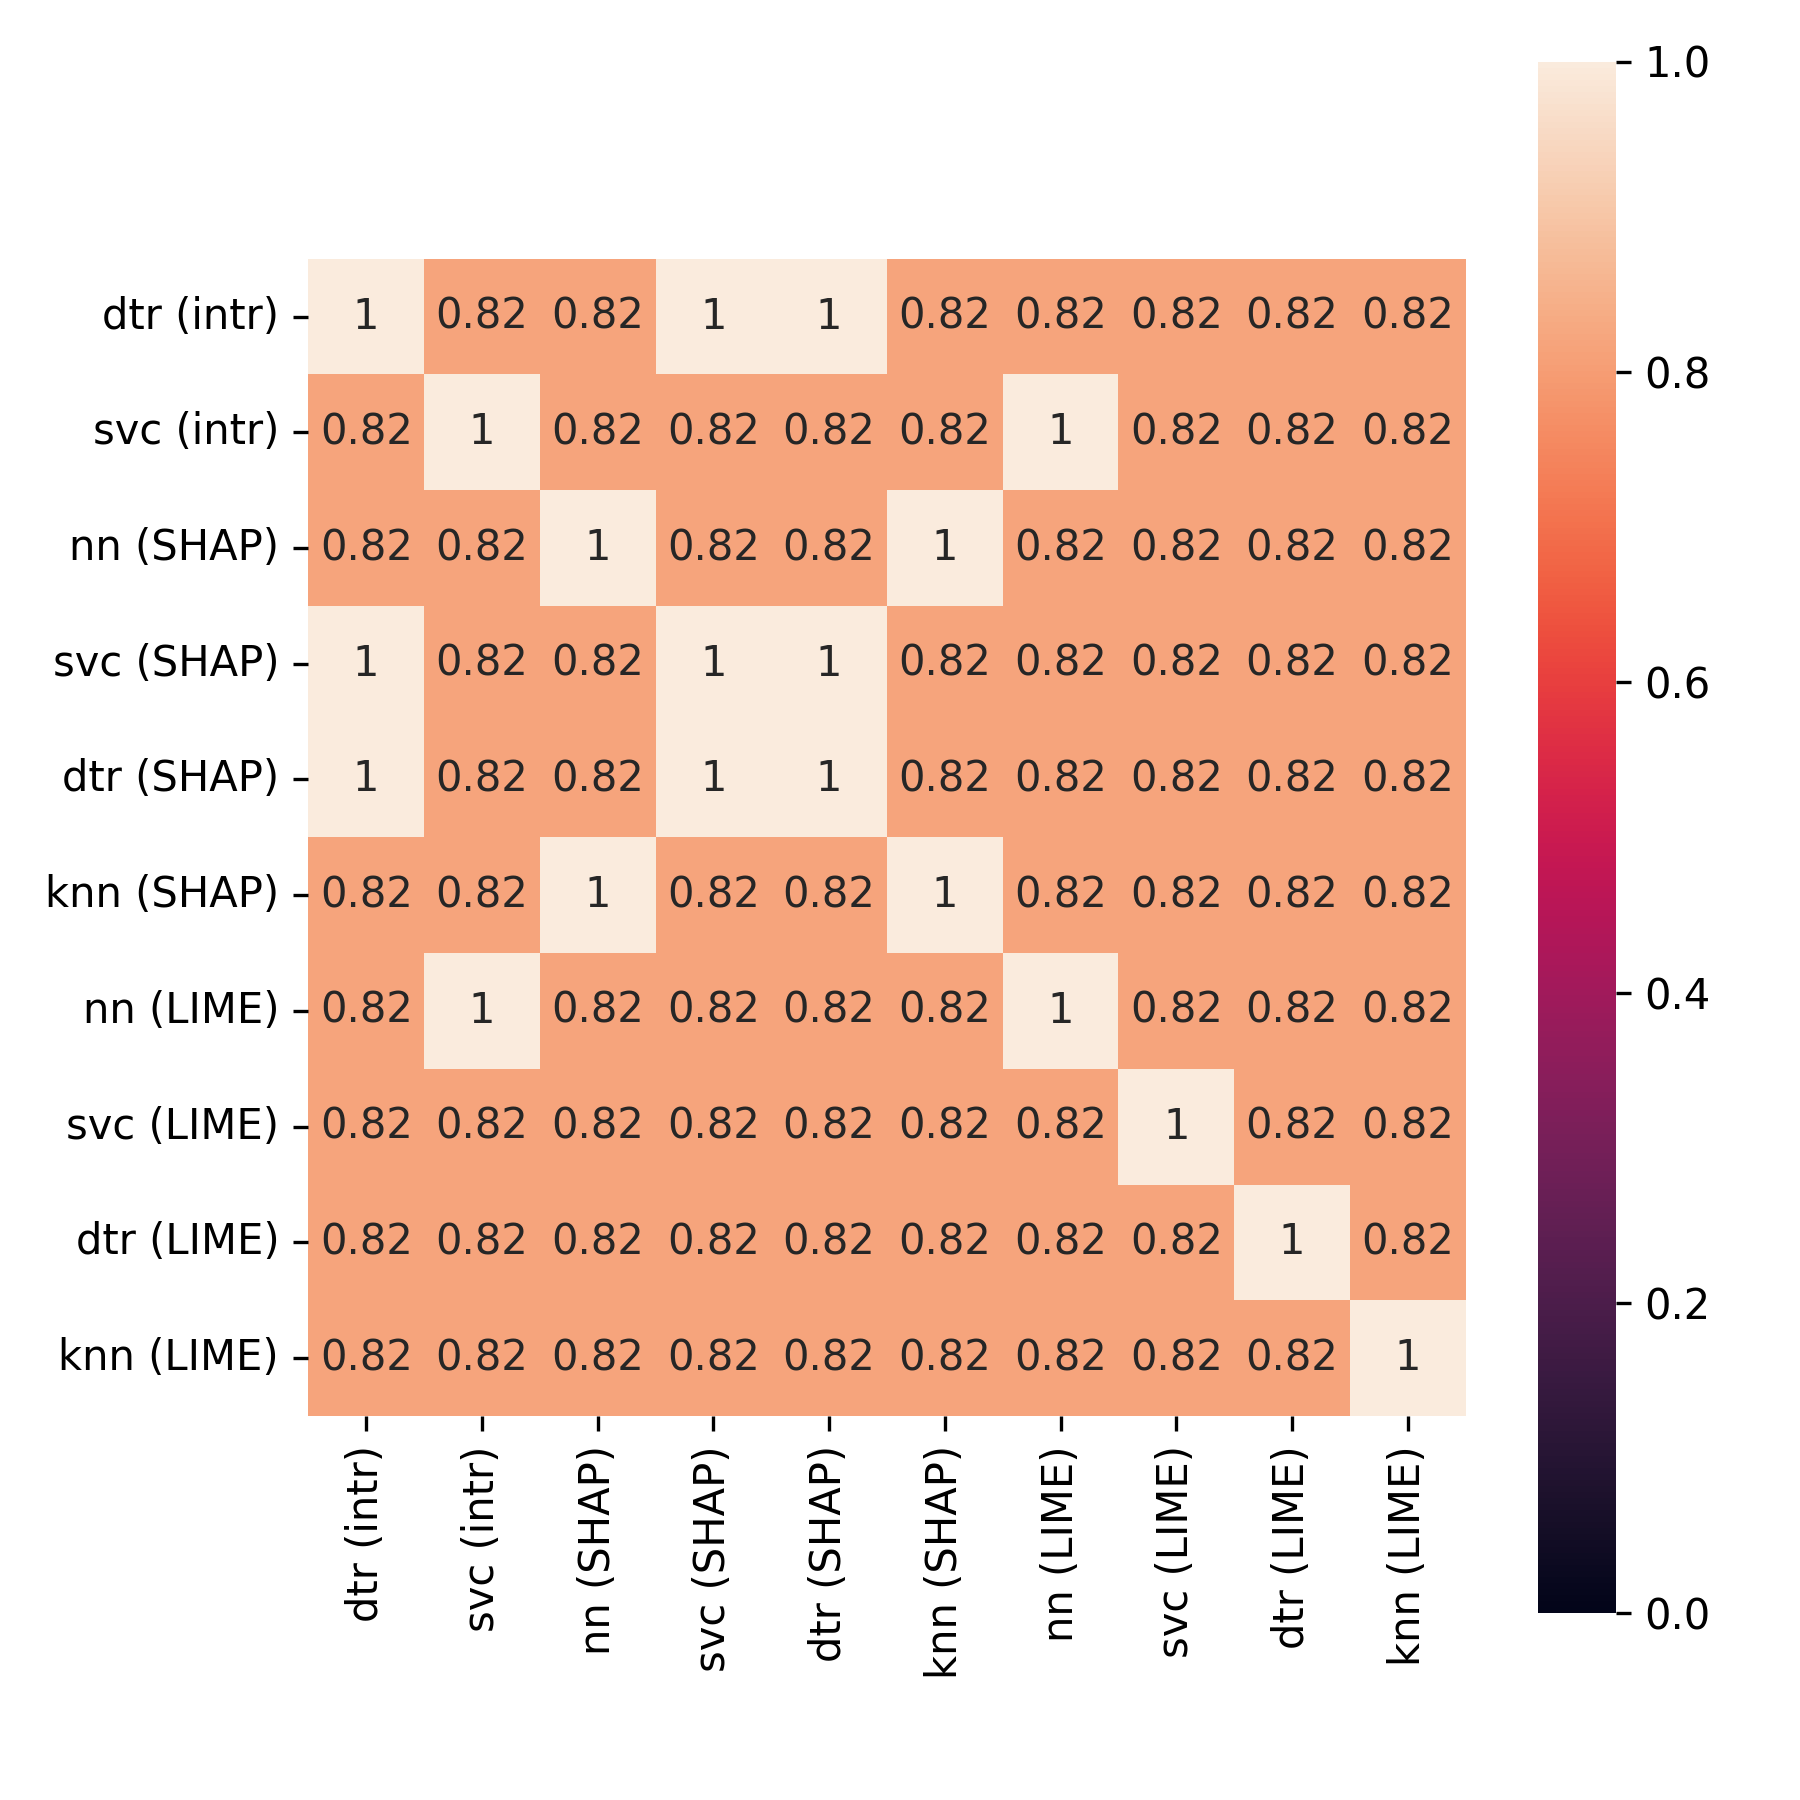 dtr (intr) 1 0.82 0.82 1 1 0.82 0.82 0.82 0.82 0.82
svc (intr) 0.82 1 0.82 0.82 0.82 0.82 1 0.82 0.82 0.82
nn (SHAP) 0.82 0.82 1 0.82 0.82 1 0.82 0.82 0.82 0.82
svc (SHAP) 1 0.82 0.82 1 1 0.82 0.82 0.82 0.82 0.82
dtr (SHAP) 1 0.82 0.82 1 1 0.82 0.82 0.82 0.82 0.82
knn (SHAP) 0.82 0.82 1 0.82 0.82 1 0.82 0.82 0.82 0.82
nn (LIME) 0.82 1 0.82 0.82 0.82 0.82 1 0.82 0.82 0.82
svc (LIME) 0.82 0.82 0.82 0.82 0.82 0.82 0.82 1 0.82 0.82
dtr (LIME) 0.82 0.82 0.82 0.82 0.82 0.82 0.82 0.82 1 0.82
knn (LIME) 0.82 0.82 0.82 0.82 0.82 0.82 0.82 0.82 0.82 1
dtr (intr)
svc (intr)
nn (SHAP)
svc (SHAP)
dtr (SHAP)
knn (SHAP)
nn (LIME)
svc (LIME)
dtr (LIME)
knn (LIME)
1.0
0.8
0.6
0.4
0.2
0.0